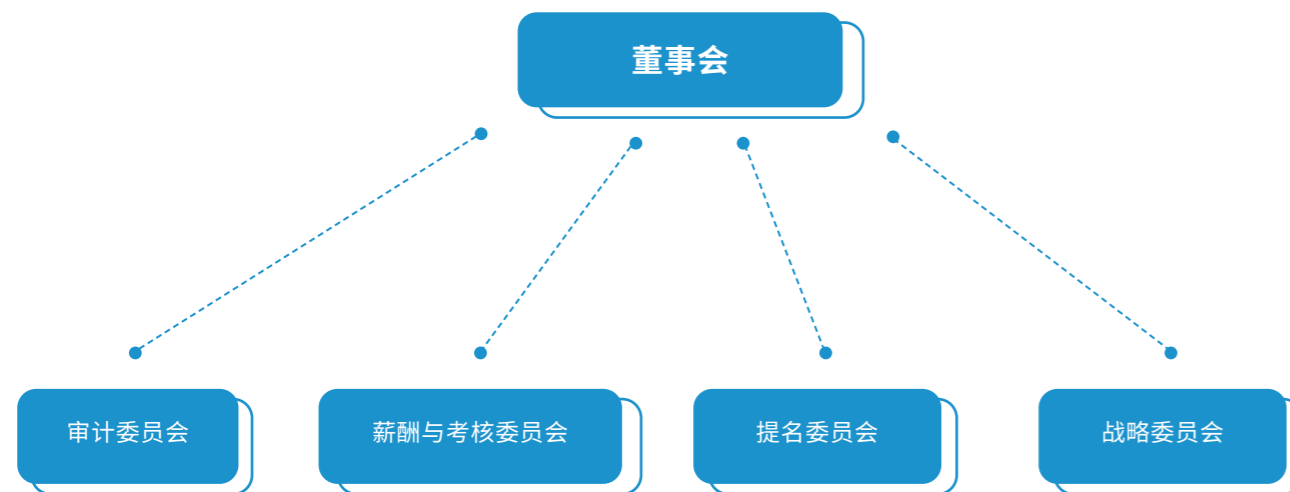 董事会
审计委员会
薪酬与考核委员会
提名委员会
战略委员会